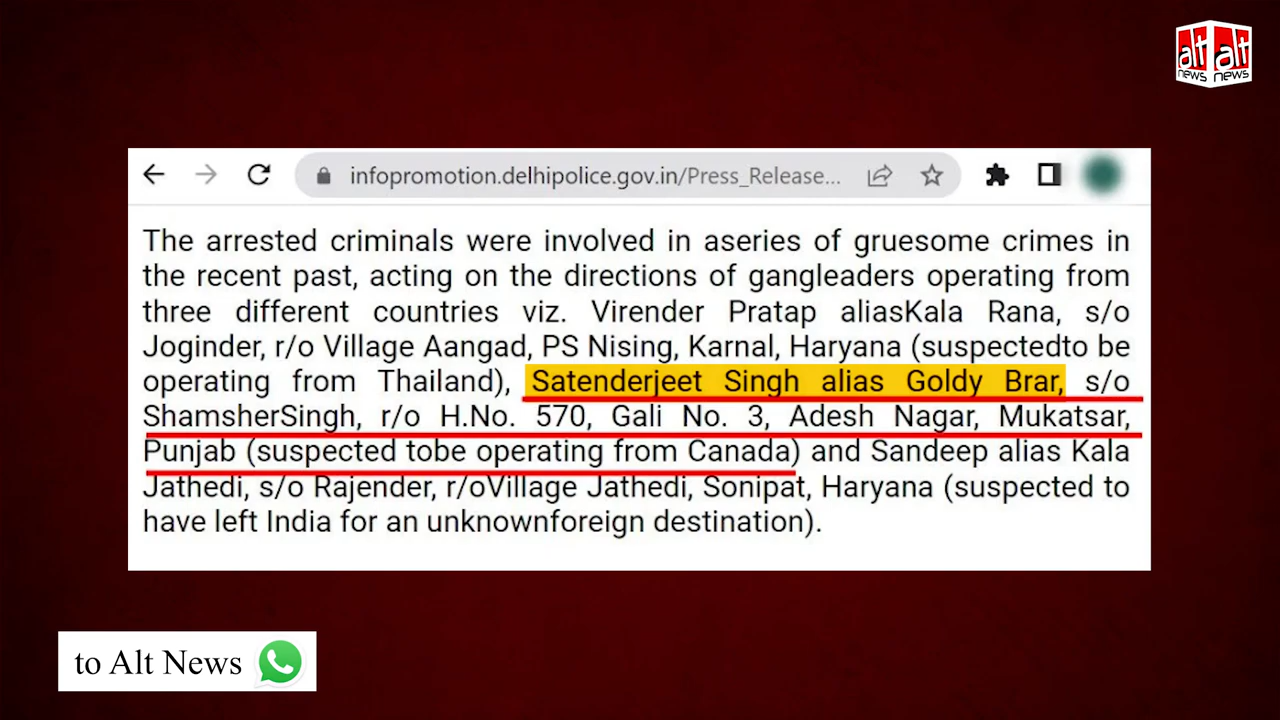 alt alt
news news
infopromotion.delhipolice.gov.in/Press_Release...
The arrested criminals were involved in aseries of gruesome crimes in
the recent past, acting on the directions of gangleaders operating from
three different countries viz. Virender Pratap aliasKala Rana, s/o
Joginder, r/o Village Aangad, PS Nising, Karnal, Haryana (suspectedto be
operating from Thailand), Satenderjeet Singh alias Goldy Brar, s/o
ShamsherSingh, r/o H.No. 570, Gali No. 3, Adesh Nagar, Mukatsar,
Punjab (suspected tobe operating from Canada) and Sandeep alias Kala
Jathedi, s/o Rajender, r/oVillage Jathedi, Sonipat, Haryana (suspected to
have left India for an unknownforeign destination).
to Alt News